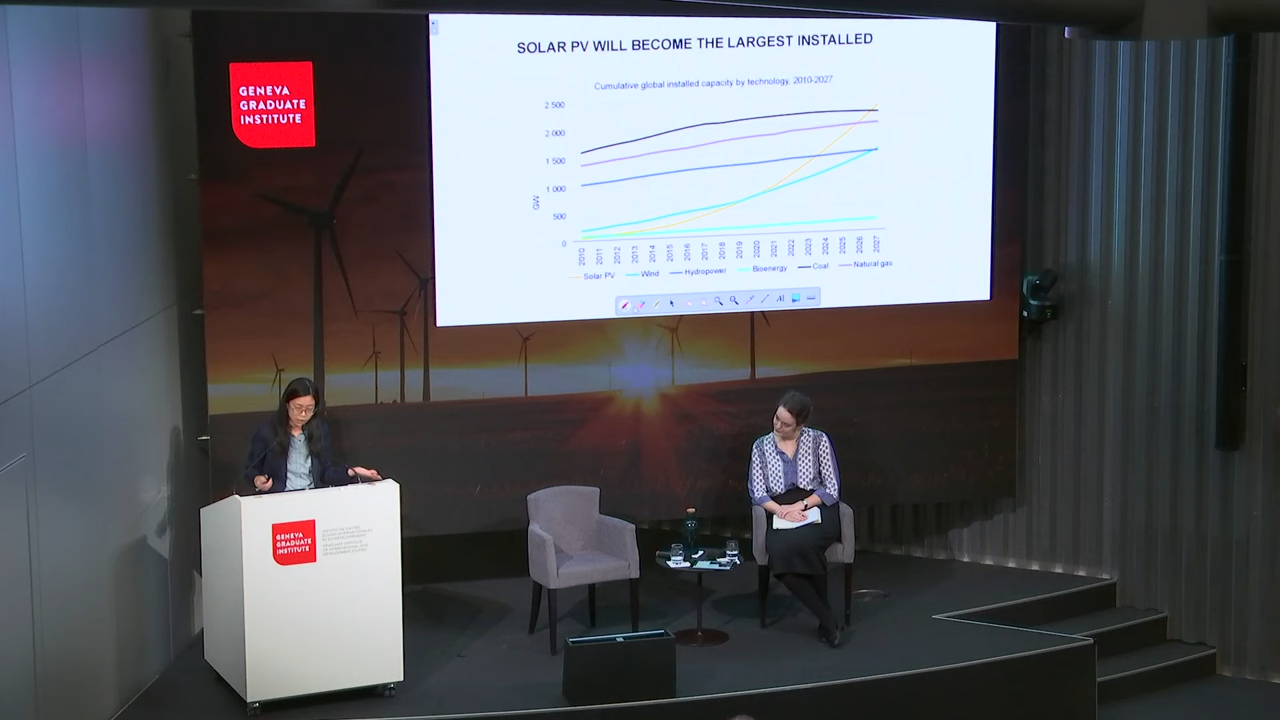 SOLAR PV WILL BECOME THE LARGEST INSTALLED
Cumulative global installed capacity by technology, 2010-2027
2 500
2 000
1 500
1 000
500
0
GW
2010 2011 2012 2013 2014 2015 2016 2017 2018 2019 2020 2021 2022 2023 2024 2025 2026 2027
Solar PV Wind Hydropower Bioenergy Coal Natural gas
GENEVA
GRADUATE
INSTITUTE
GENEVA
GRADUATE
INSTITUTE